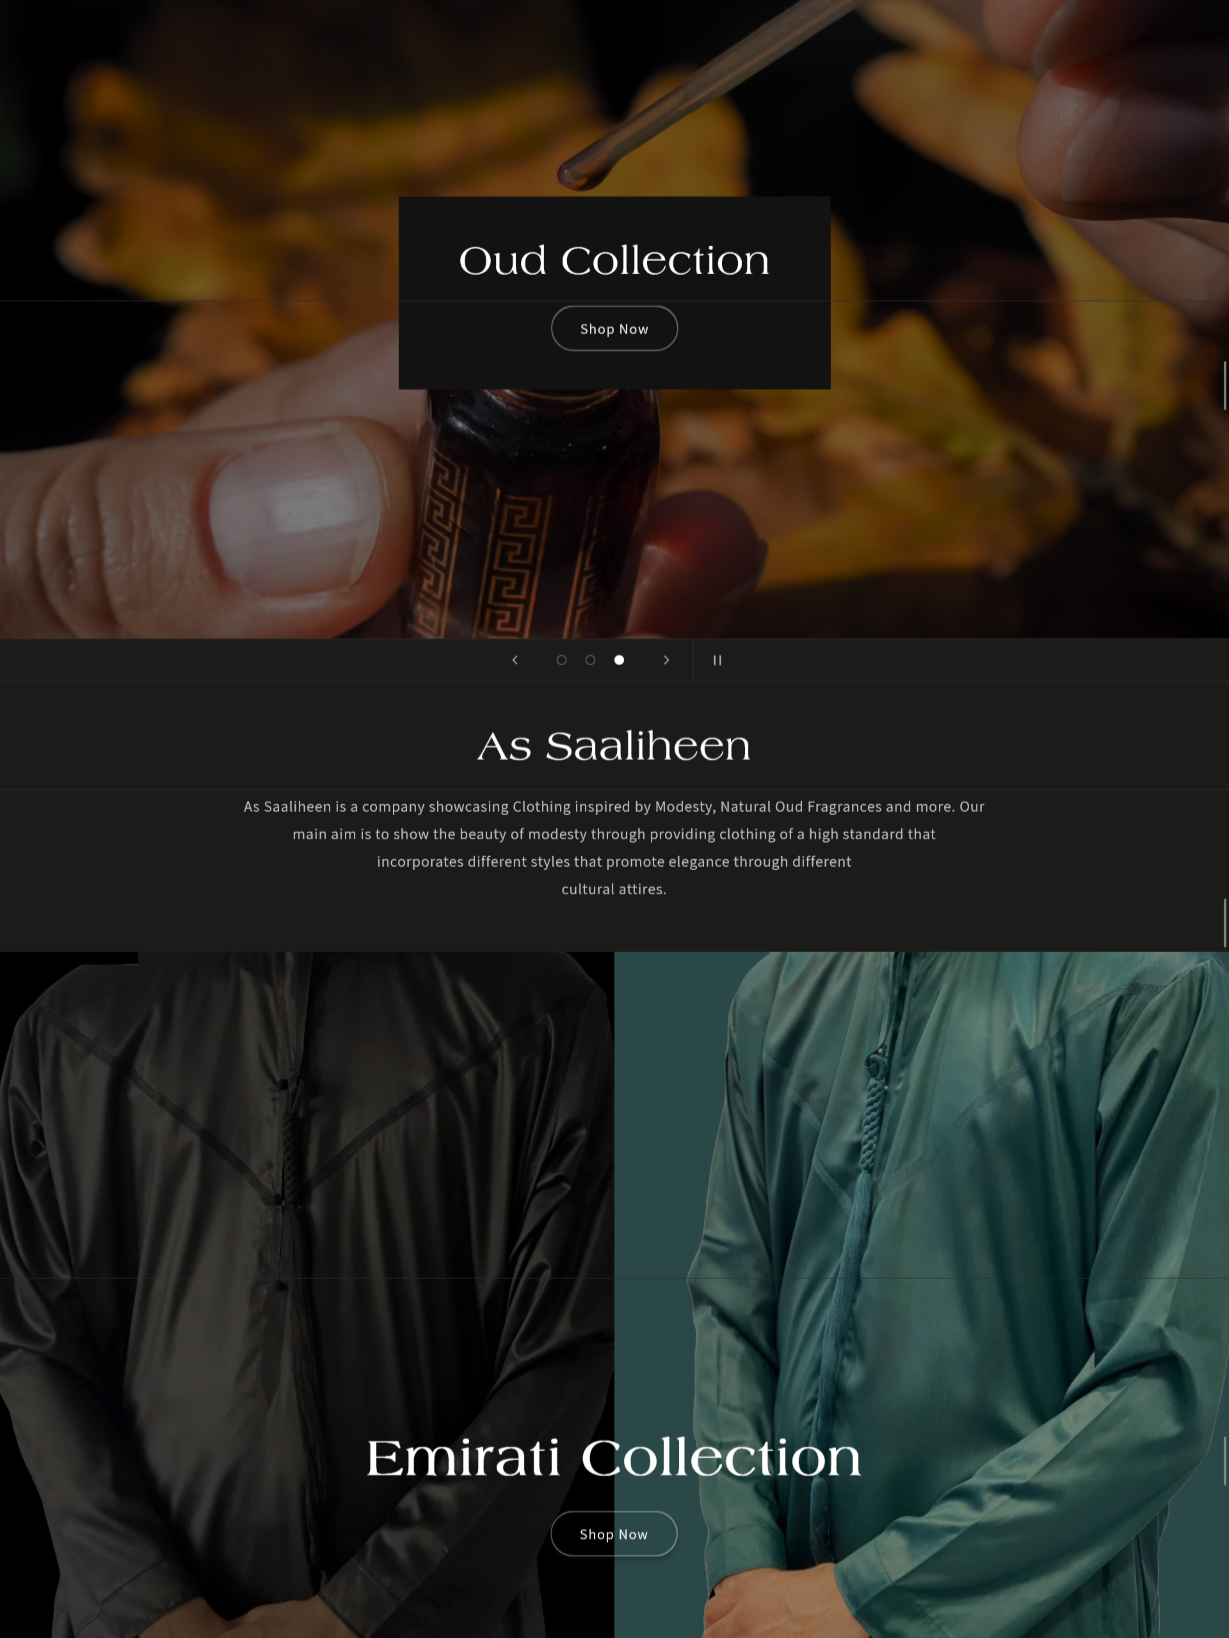 Oud Collection
Shop Now
As Saaliheen
As Saaliheen is a company showcasing Clothing inspired by Modesty, Natural Oud Fragrances and more. Our
main aim is to show the beauty of modesty through providing clothing of a high standard that
incorporates different styles that promote elegance through different
cultural attires.
Emirati Collection
Shop Now